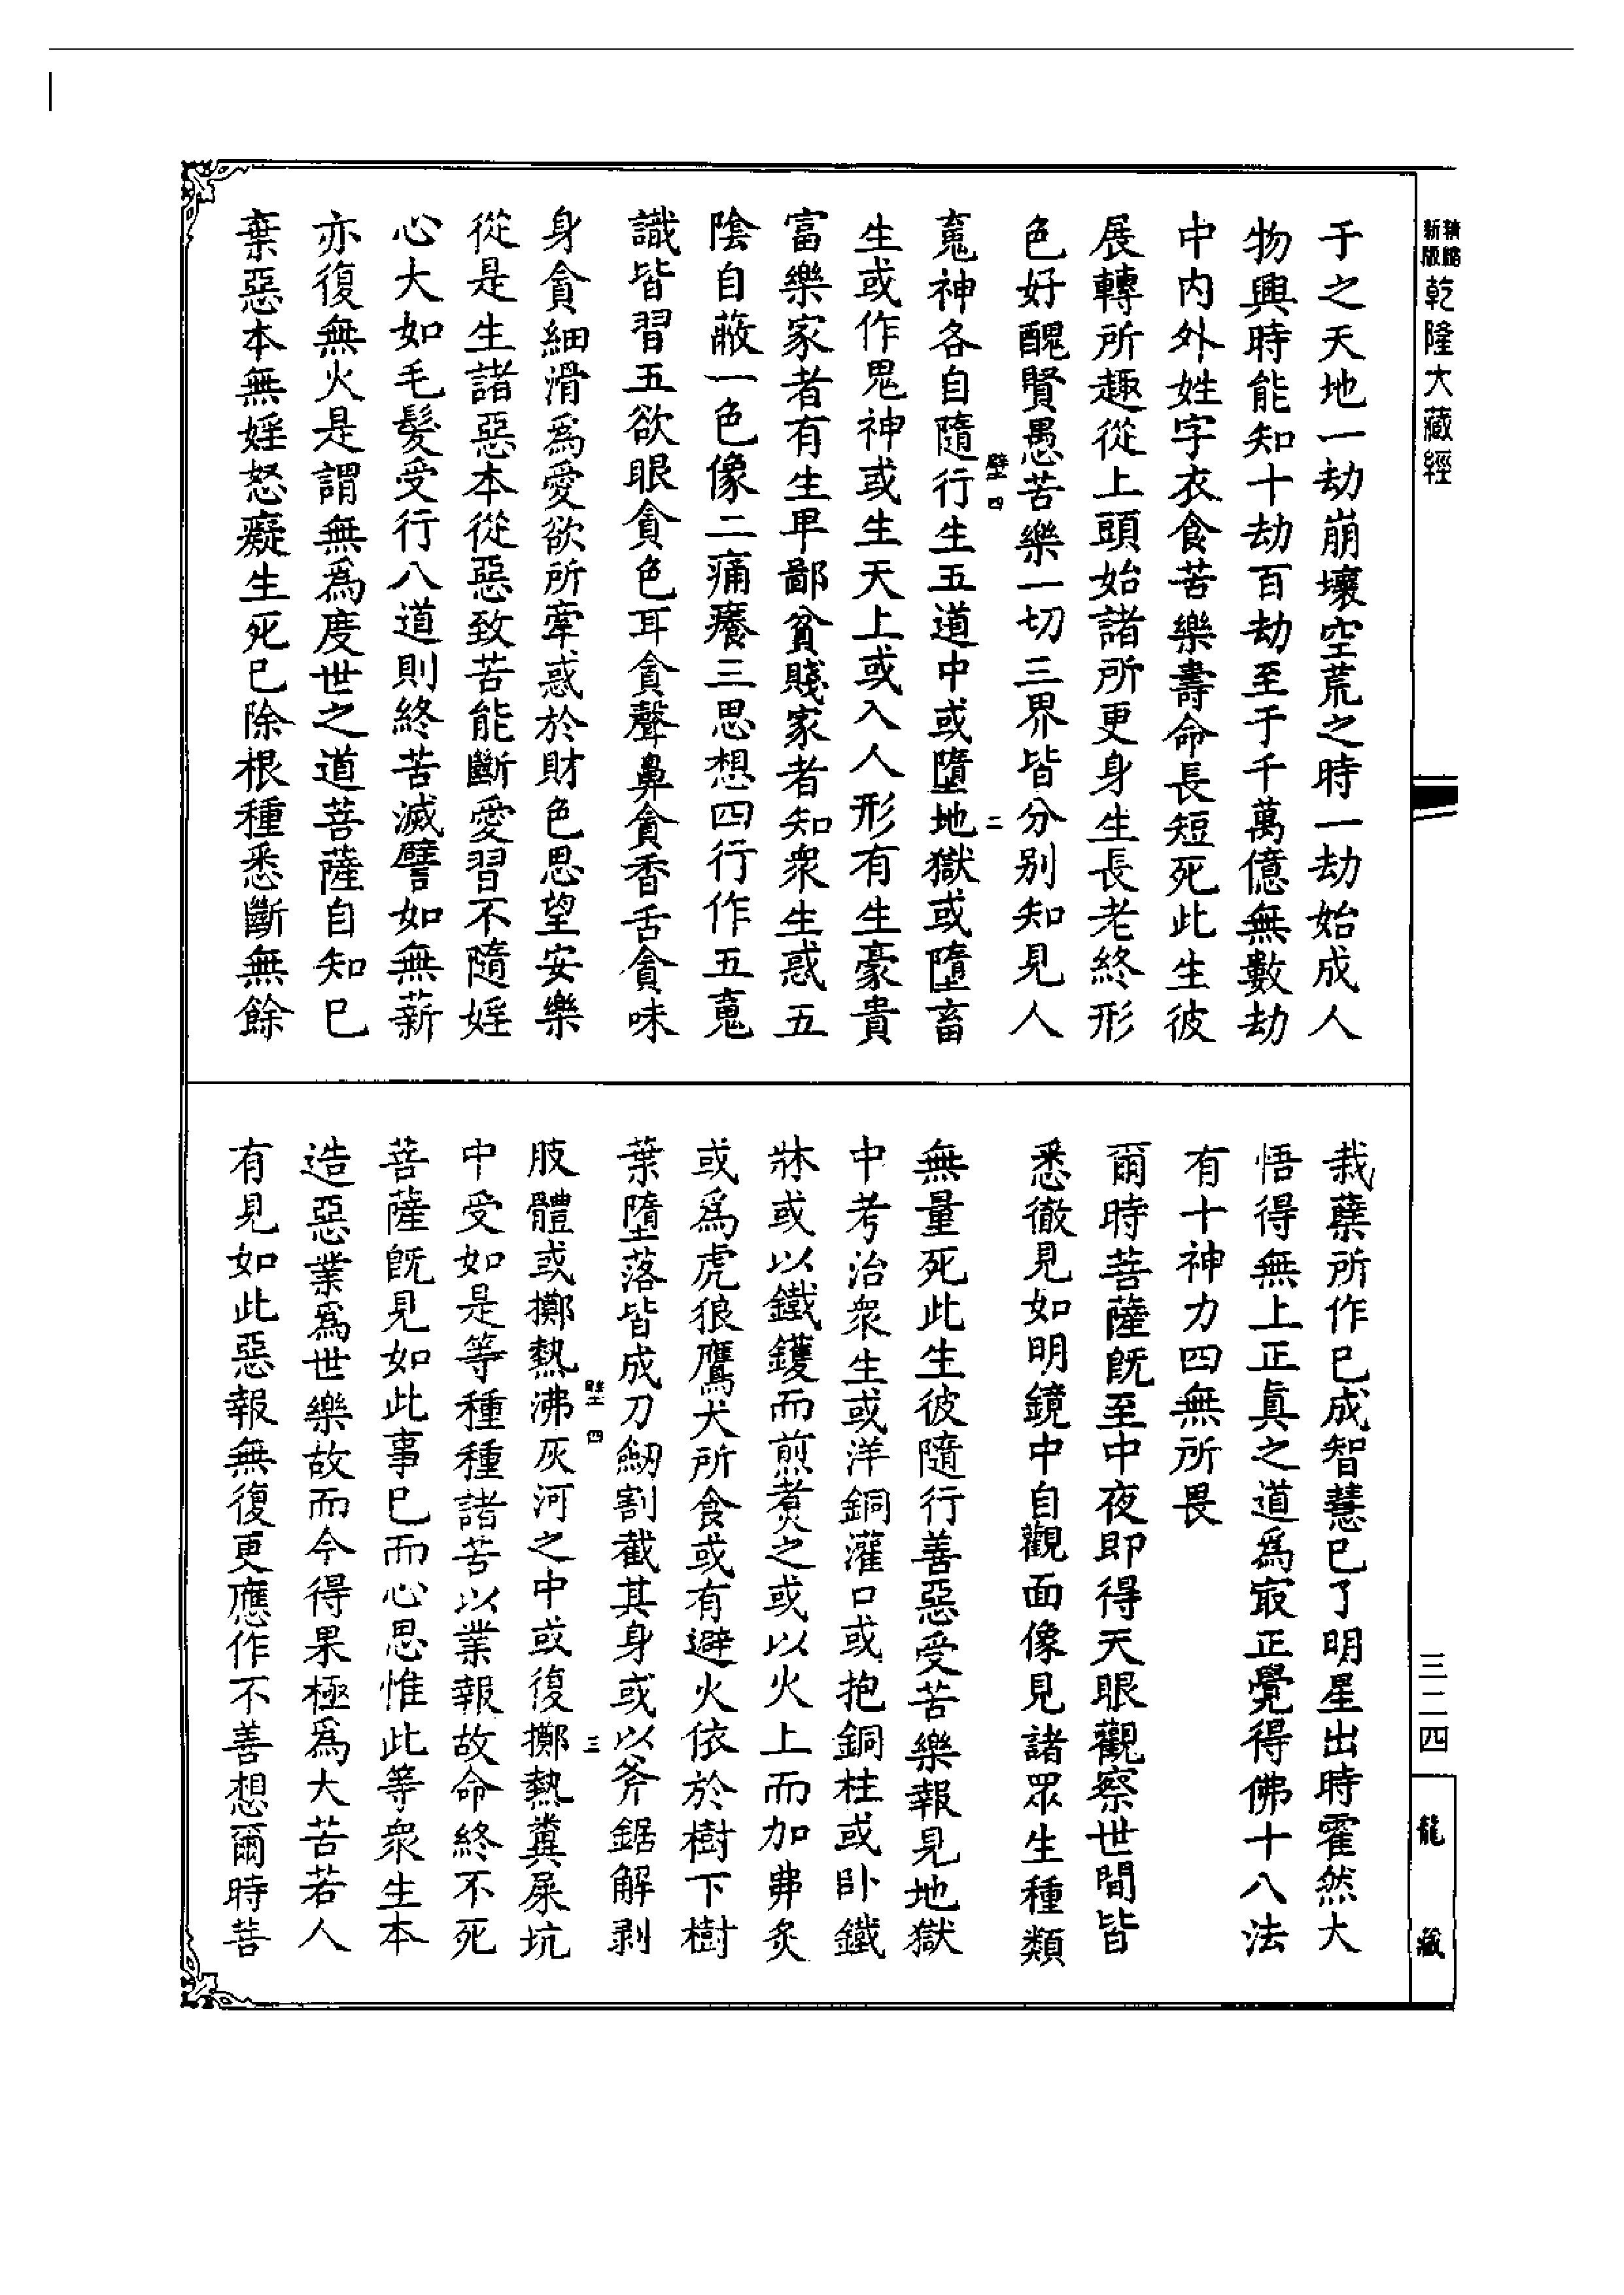 精縮
新版
乾隆大藏經
于之天地一劫崩壞空荒之時一劫始成人
物興時能知十劫百劫至于千萬億無數劫
中內外姓字衣食苦樂壽命長短死此生彼
展轉所趣從上頭始諸所更身生長老終形
色好醜賢愚苦樂一切三界皆分別知見人
壁四
二
䰟神各自隨行生五道中或墮地獄或墮畜
生或作鬼神或生天上或入人形有生豪貴
富樂家者有生早鄙貧賤家者知衆生惑五
陰自蔽一色像二痛癢三思想四行作五䰟
識皆習五欲眼貪色耳貪聲鼻貪香舌貪味
身貪細滑爲愛欲所牽惑於財色思望安樂
從是生諸惡本從惡致苦能斷愛習不隨婬
心大如毛髮受行八道則終苦滅譬如無薪
亦復無火是謂無爲度世之道菩薩自知已
棄惡本無婬怒癡生死已除根種悉斷無餘
栽蘖所作已成智慧已了明星出時霍然大
悟得無上正眞之道爲㝡正覺得佛十八法
有十神力四無所畏
爾時菩薩旣至中夜即得天眼觀察世間皆
悉徹見如明鏡中自觀面像見諸眾生種類
無量死此生彼隨行善惡受苦樂報見地獄
中考治衆生或洋銅灌口或抱銅柱或卧鐵
牀或以鐵鑊而煎煮之或以火上而加弗炙
或爲虎狼鷹犬所食或有避火依於樹下樹
葉墮落皆成刀劒割截其身或以斧鋸解剥
壁四
三
肢體或擲熱沸灰河之中或復擲熱糞屎坑
中受如是等種種諸苦以業報故命終不死
菩薩旣見如此事已而心思惟此等衆生本
造惡業爲世樂故而今得果極爲大苦若人
有見如此惡報無復更應作不善想爾時菩
三二四
龍藏